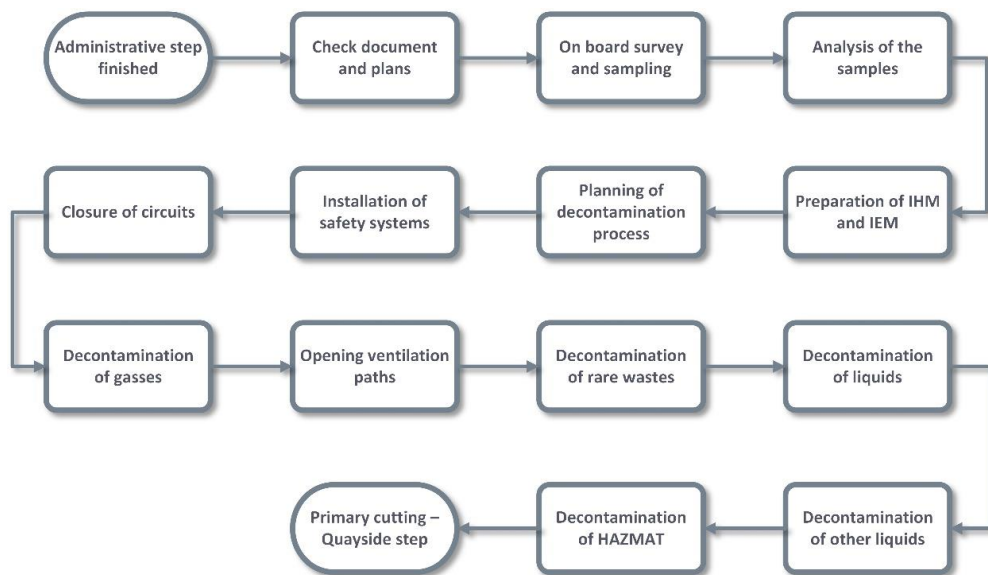 Administrative step
finished
Check document
and plans
On board survey
and sampling
Analysis of the
samples
Preparation of IHM
and IEM
Planning of
decontamination
process
Installation of
safety systems
Closure of circuits
Decontamination
of gasses
Opening ventilation
paths
Decontamination
of rare wastes
Decontamination
of liquids
Decontamination
of other liquids
Decontamination
of HAZMAT
Primary cutting –
Quayside step